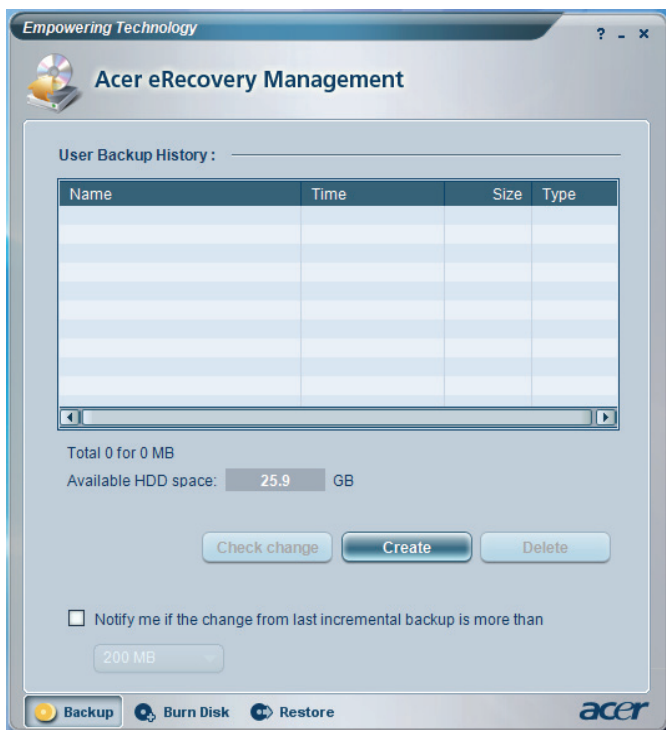 Empowering Technology
? - x
Acer eRecovery Management
User Backup History :
Name Time Size Type
Total 0 for 0 MB
Available HDD space: 25.9 GB
Check change Create Delete
Notify me if the change from last incremental backup is more than
200 MB
Backup Burn Disk Restore acer